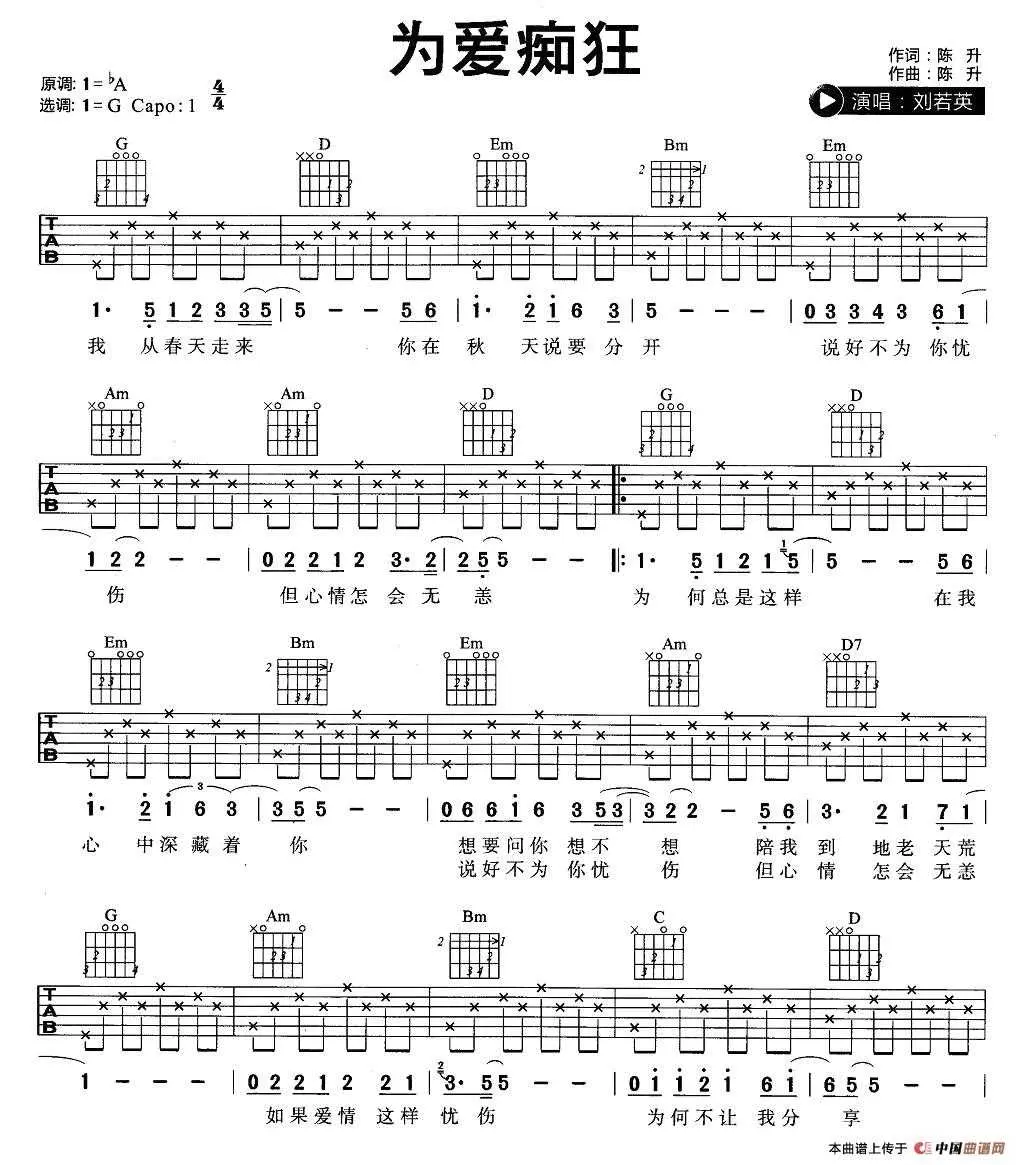 为爱痴狂
作词：陈 升
作曲：陈 升
原调: 1=♭A 4/4
选调: 1=G Capo:1
演唱：刘若英
G D Em Bm Em
2 1
T A B
1· 5 1 2 3 3 5 | 5 - - 5 6 | 1· 2 1 6 3 | 5 - - - | 0 3 3 4 3 6 1 |
我 从春天走来 你在 秋 天说要分开 说好不为你忧
Am Am D G D
T A B
1 2 2 - - | 0 2 2 1 2 3· 2 | 2 5 5 - - |: 1· 5 1 2 1 5 | 5 - - 5 6 |
伤 但心情怎会无 恙 为 何总是这样 在我
Em Bm Em Am D7
2 1
T A B
1· 2 1 6 3 | 3 5 5 - - | 0 6 6 1 6 3 5 3 | 3 2 2 - 5 6 | 3· 2 1 7 1 |
心 中深藏着 你 想要问你想不 想 陪我到 地老天荒
说好不为你忧 伤 但心情 怎会无恙
G Am Bm C D
2 1
T A B
1 - - - | 0 2 2 1 2 2 1 | 3· 5 5 - - | 0 1 1 2 1 6 1 | 6 5 5 - - |
如果爱情这样 忧伤 为何不让我分 享
本曲谱上传于 中国曲谱网